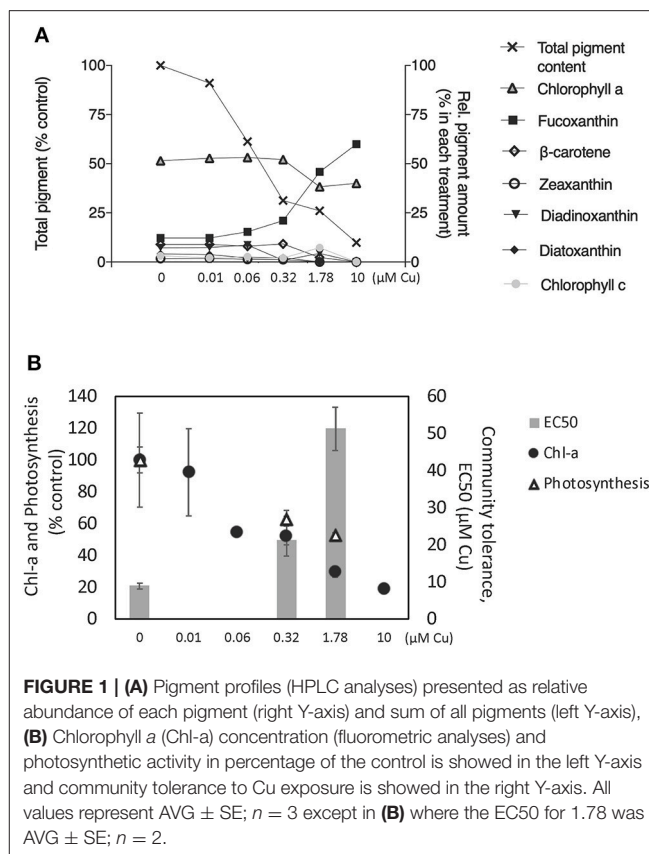 A
Total pigment (% control)
100
75
50
25
0
0 0.01 0.06 0.32 1.78 10 (µM Cu)
100
75
50
25
0
Rel. pigment amount
(% in each treatment)
Total pigment
content
Chlorophyll a
Fucoxanthin
β-carotene
Zeaxanthin
Diadinoxanthin
Diatoxanthin
Chlorophyll c
B
Chl-a and Photosynthesis
(% control)
140
120
100
80
60
40
20
0
0 0.01 0.06 0.32 1.78 10 (µM Cu)
60
50
40
30
20
10
0
Community tolerance,
EC50 (µM Cu)
EC50
Chl-a
Photosynthesis
FIGURE 1 | (A) Pigment profiles (HPLC analyses) presented as relative
abundance of each pigment (right Y-axis) and sum of all pigments (left Y-axis),
(B) Chlorophyll a (Chl-a) concentration (fluorometric analyses) and
photosynthetic activity in percentage of the control is showed in the left Y-axis
and community tolerance to Cu exposure is showed in the right Y-axis. All
values represent AVG ± SE; n = 3 except in (B) where the EC50 for 1.78 was
AVG ± SE; n = 2.